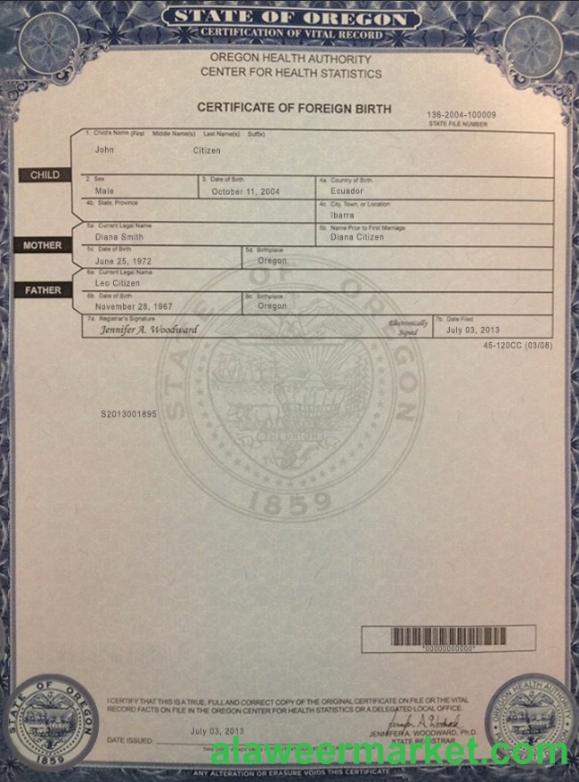 STATE OF OREGON
CERTIFICATION OF VITAL RECORD
OREGON HEALTH AUTHORITY
CENTER FOR HEALTH STATISTICS
CERTIFICATE OF FOREIGN BIRTH
136-2004-100009
STATE FILE NUMBER
CHILD
1. Child's Name (First Middle Name(s) Last Name(s) Suffix)
John Citizen
2. Sex 3. Date of Birth 4a. Country of Birth
Male October 11, 2004 Ecuador
4b. State, Province 4c. City, Town, or Location
Ibarra
MOTHER
5a. Current Legal Name 5b. Name Prior to First Marriage
Diana Smith Diana Citizen
5c. Date of Birth 5d. Birthplace
June 25, 1972 Oregon
FATHER
6a. Current Legal Name
Leo Citizen
6b. Date of Birth 6c. Birthplace
November 28, 1967 Oregon
7a. Registrar's Signature 7b. Date Filed
Jennifer A. Woodward Electronically Signed July 03, 2013
45-120CC (03/08)
S2013001895
STATE OF OREGON
THE UNION
1859
*0000000000*
I CERTIFY THAT THIS IS A TRUE, FULL AND CORRECT COPY OF THE ORIGINAL CERTIFICATE ON FILE OR THE VITAL
RECORD FACTS ON FILE IN THE OREGON CENTER FOR HEALTH STATISTICS OR A DELEGATED LOCAL OFFICE.
July 03, 2013
DATE ISSUED:
JENNIFER A. WOODWARD, Ph.D.
STATE REGISTRAR
STATE OF OREGON
1859
OREGON HEALTH AUTHORITY
alaweermarket.com
ANY ALTERATION OR ERASURE VOIDS THIS CERTIFICATE